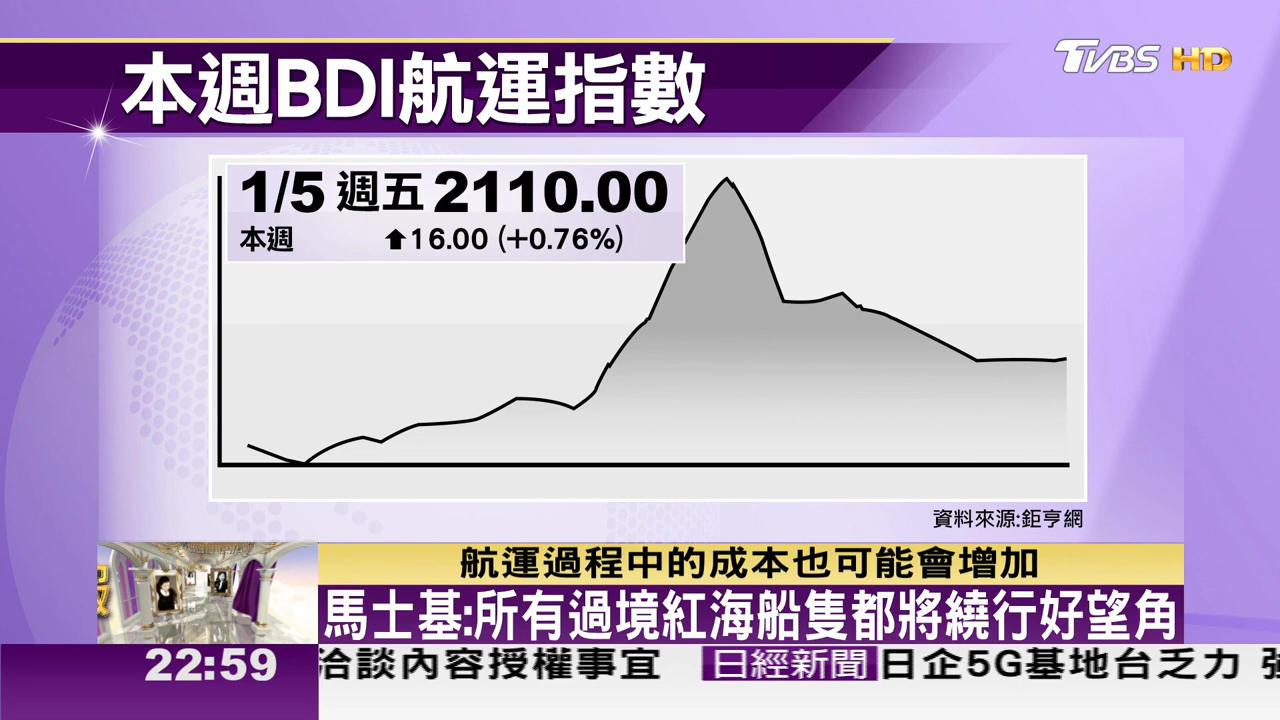 本週BDI航運指數
TVBS HD
1/5 週五 2110.00
本週 ⬆16.00 (+0.76%)
資料來源:鉅亨網
航運過程中的成本也可能會增加
馬士基:所有過境紅海船隻都將繞行好望角
22:59 洽談內容授權事宜 日經新聞 日企5G基地台乏力